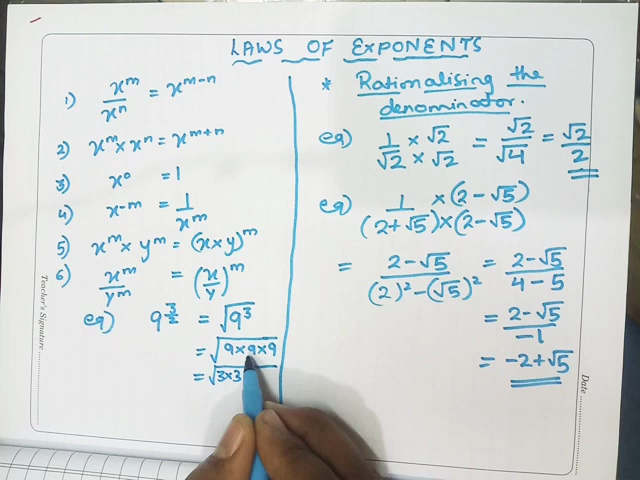 LAWS OF EXPONENTS
1) x^m / x^n = x^(m-n)
2) x^m × x^n = x^(m+n)
3) x^0 = 1
4) x^-m = 1 / x^m
5) x^m × y^m = (x × y)^m
6) x^m / y^m = (x / y)^m
eg) 9^(3/2) = √9^3
= √9×9×9
= √3×3
* Rationalising the
denominator.
eg) 1/√2 × √2/√2 = √2/√4 = √2/2
eg) 1/(2+√5) × (2-√5)/(2-√5)
= 2-√5 / (2)²-(√5)² = 2-√5 / 4-5
= 2-√5 / -1
= -2+√5
Teacher's Signature
Date